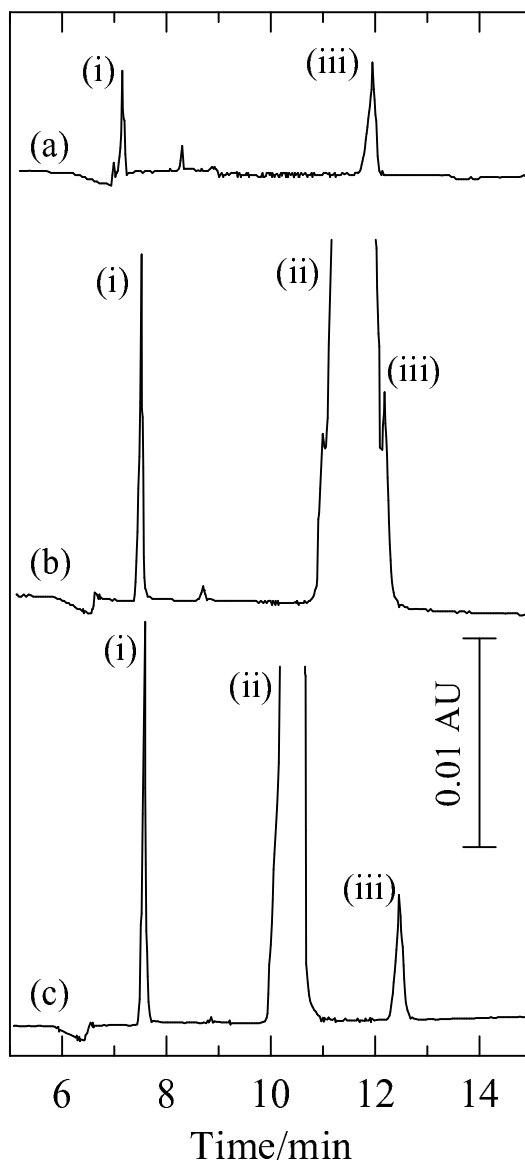 (i)
(iii)
(a)
(i)
(ii)
(iii)
(b)
(i)
(ii)
0.01 AU
(iii)
(c)
6 8 10 12 14
Time/min